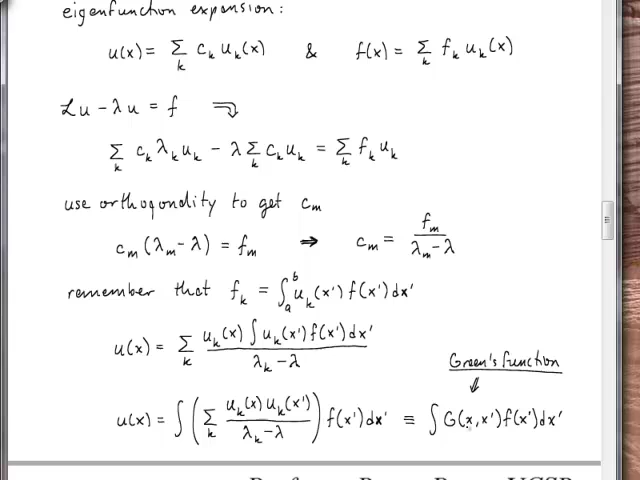 eigenfunction expansion:
u(x) = Σ_k c_k u_k(x) & f(x) = Σ_k f_k u_k(x)
ℒu - λu = f ⇒
Σ_k c_k λ_k u_k - λ Σ_k c_k u_k = Σ_k f_k u_k
use orthogondity to get c_m
c_m (λ_m - λ) = f_m ⇒ c_m = f_m / (λ_m - λ)
remember that f_k = ∫_a^b u_k(x') f(x') dx'
u(x) = Σ_k u_k(x) ∫ u_k(x') f(x') dx' / (λ_k - λ)
Green's function
u(x) = ∫ ( Σ_k u_k(x) u_k(x') / (λ_k - λ) ) f(x') dx' ≡ ∫ G(x, x') f(x') dx'